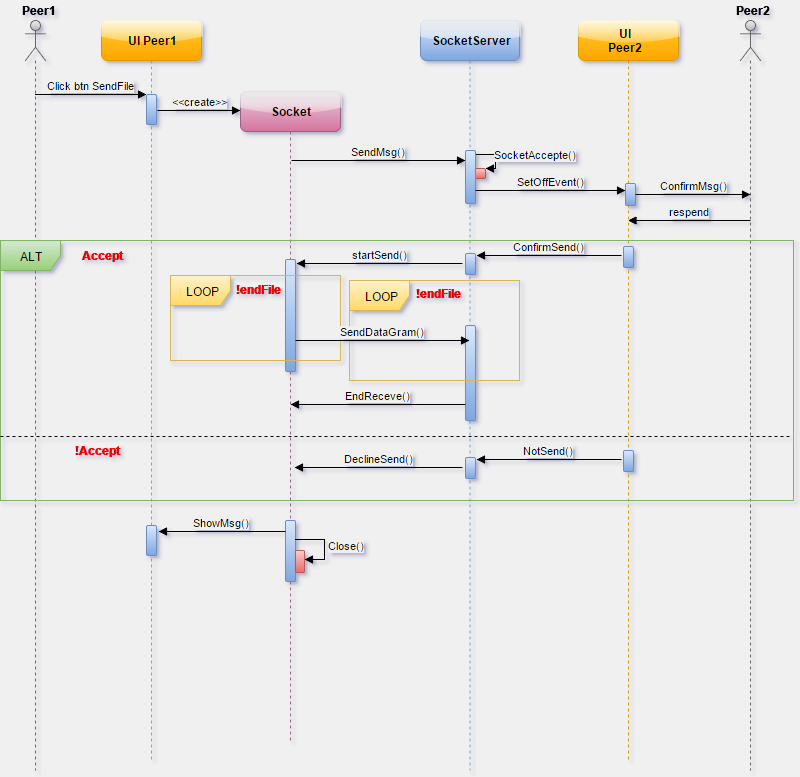 Peer1
Peer2
UI Peer1
SocketServer
UI
Peer2
Click btn SendFile
<<create>>
Socket
SendMsg()
SocketAccepte()
SetOffEvent()
ConfirmMsg()
respend
ALT
Accept
startSend()
ConfirmSend()
LOOP
!endFile
LOOP
!endFile
SendDataGram()
EndReceve()
!Accept
DeclineSend()
NotSend()
ShowMsg()
Close()